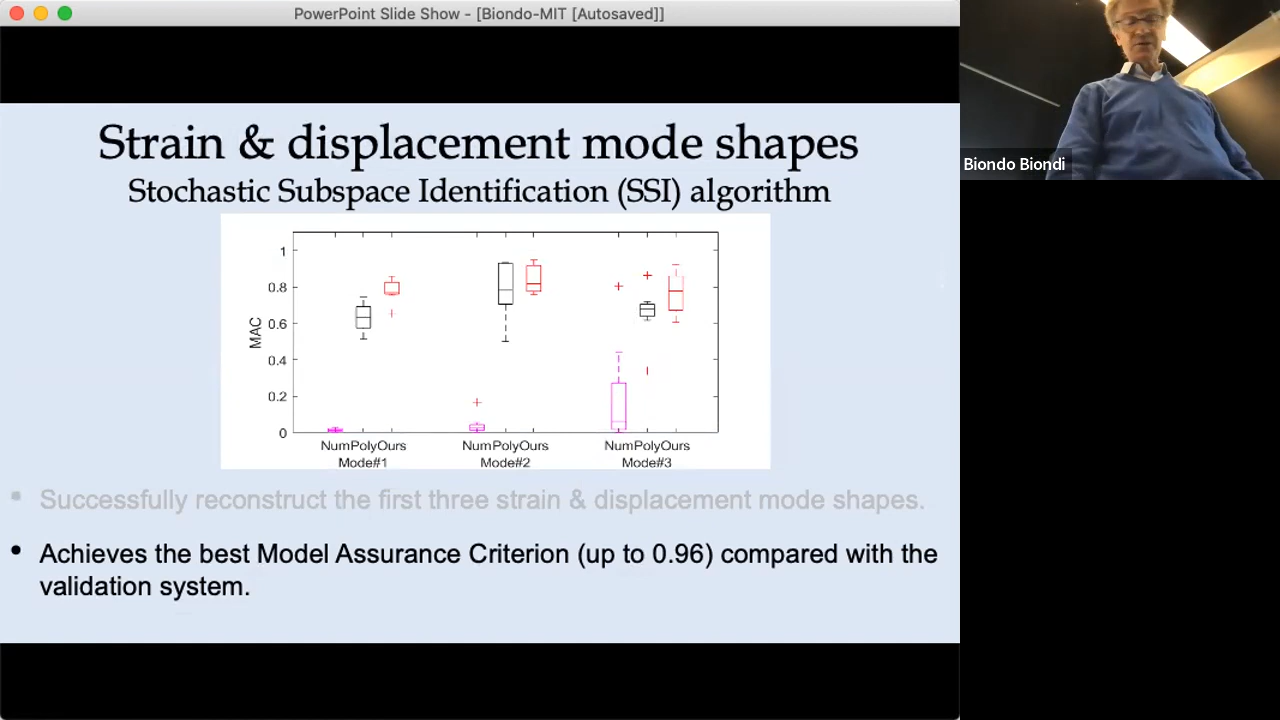 PowerPoint Slide Show - [Biondo-MIT [Autosaved]]
Biondo Biondi
Strain & displacement mode shapes
Stochastic Subspace Identification (SSI) algorithm
MAC
1
0.8
0.6
0.4
0.2
0
NumPolyOurs NumPolyOurs NumPolyOurs
Mode#1 Mode#2 Mode#3
• Successfully reconstruct the first three strain & displacement mode shapes.
• Achieves the best Model Assurance Criterion (up to 0.96) compared with the
validation system.